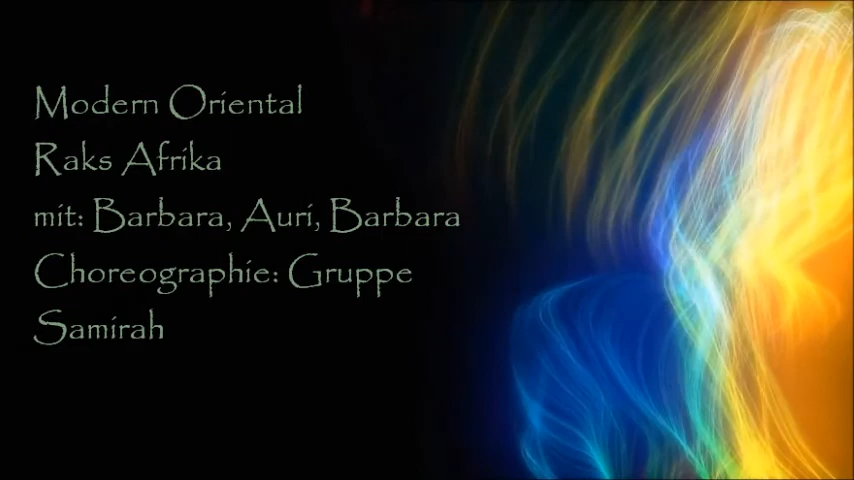 Modern Oriental
Raks Afrika
mit: Barbara, Auri, Barbara
Choreographie: Gruppe
Samirah